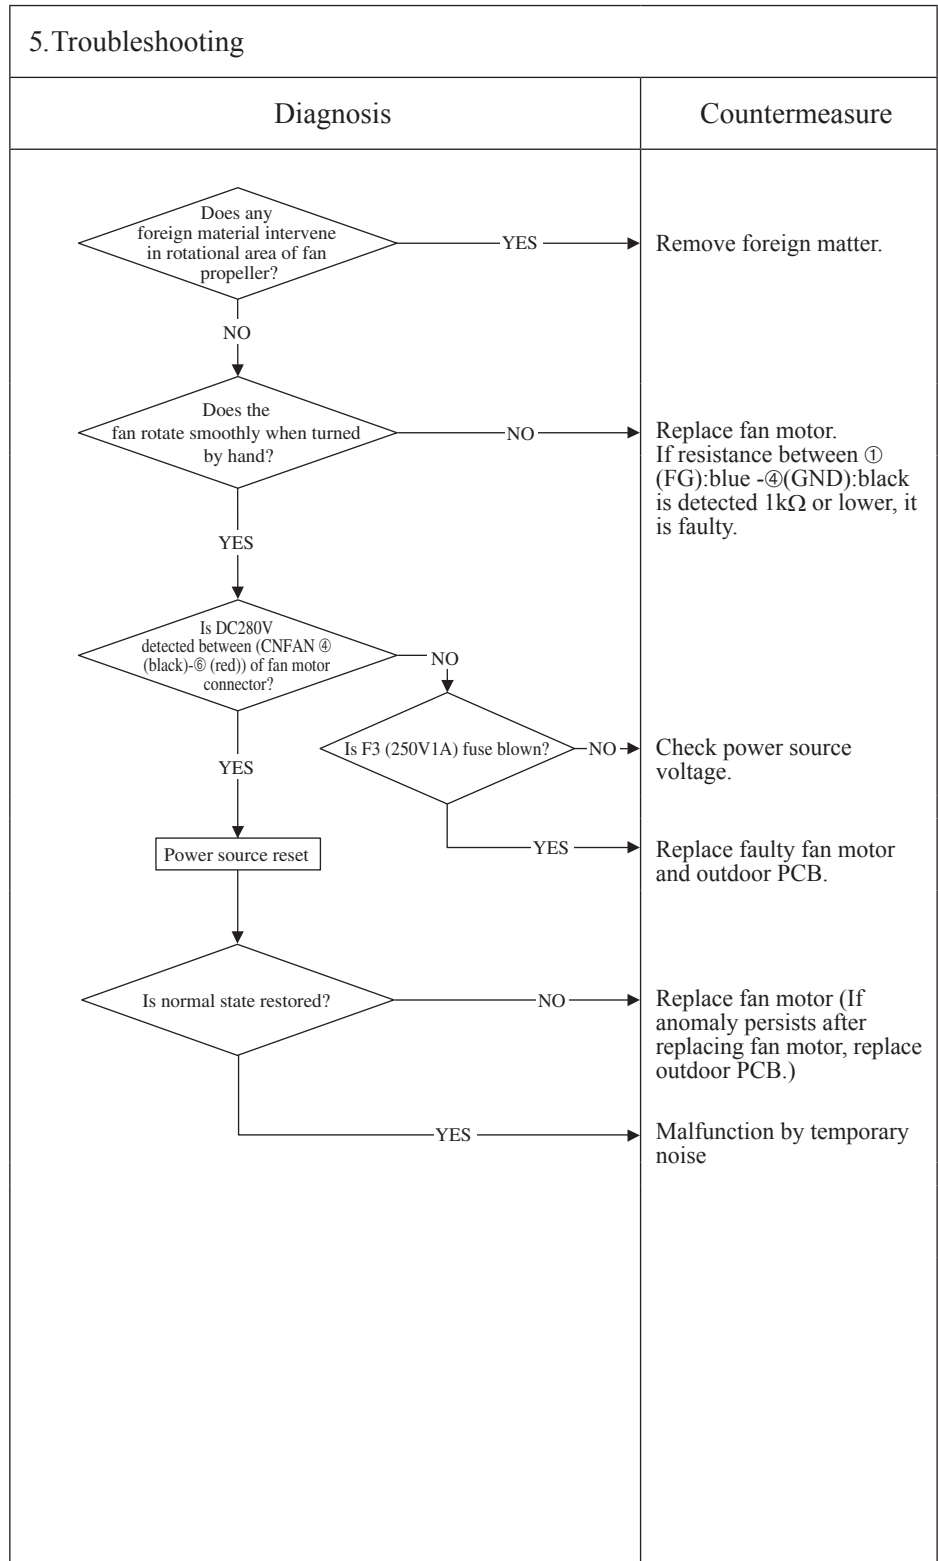 5.Troubleshooting
Diagnosis
Countermeasure
Does any
foreign material intervene
in rotational area of fan
propeller?
YES
Remove foreign matter.
NO
Does the
fan rotate smoothly when turned
by hand?
NO
Replace fan motor.
If resistance between ①
(FG):blue -④(GND):black
is detected 1kΩ or lower, it
is faulty.
YES
Is DC280V
detected between (CNFAN ④
(black)-⑥ (red)) of fan motor
connector?
NO
Is F3 (250V1A) fuse blown?
NO
Check power source
voltage.
YES
YES
Replace faulty fan motor
and outdoor PCB.
Power source reset
Is normal state restored?
NO
Replace fan motor (If
anomaly persists after
replacing fan motor, replace
outdoor PCB.)
YES
Malfunction by temporary
noise